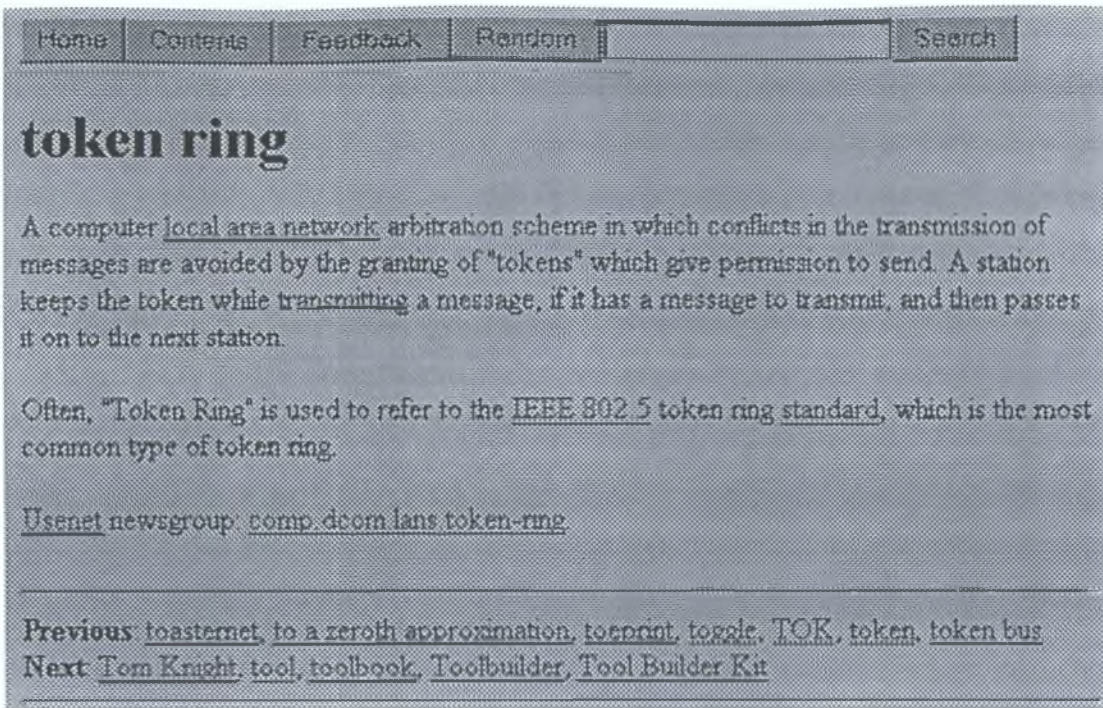 Home Contents Feedback Random Search
token ring
A computer local area network arbitration scheme in which conflicts in the transmission of
messages are avoided by the granting of "tokens" which give permission to send. A station
keeps the token while transmitting a message, if it has a message to transmit, and then passes
it on to the next station.
Often, "Token Ring" is used to refer to the IEEE 802.5 token ring standard, which is the most
common type of token ring.
Usenet newsgroup: comp.dcom.lans.token-ring.
Previous: toasternet, to a zeroth approximation, toeprint, toggle, TOK, token, token bus
Next: Tom Knight, tool, toolbook, Toolbuilder, Tool Builder Kit